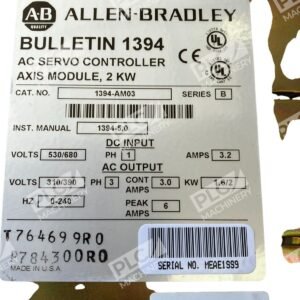 A-B ALLEN-BRADLEY
BULLETIN 1394
AC SERVO CONTROLLER
AXIS MODULE, 2 KW
CAT. NO. 1394-AM03 SERIES B
INST. MANUAL 1394-5.0
DC INPUT
VOLTS 530/680 PH 1 AMPS 3.2
AC OUTPUT
VOLTS 310/390 PH 3 CONT AMPS 3.0 KW 1.6/2
HZ 0-240 PEAK AMPS 6
T764699R0
P784300R0
MADE IN U.S.A.
SERIAL NO. MEAE1S99